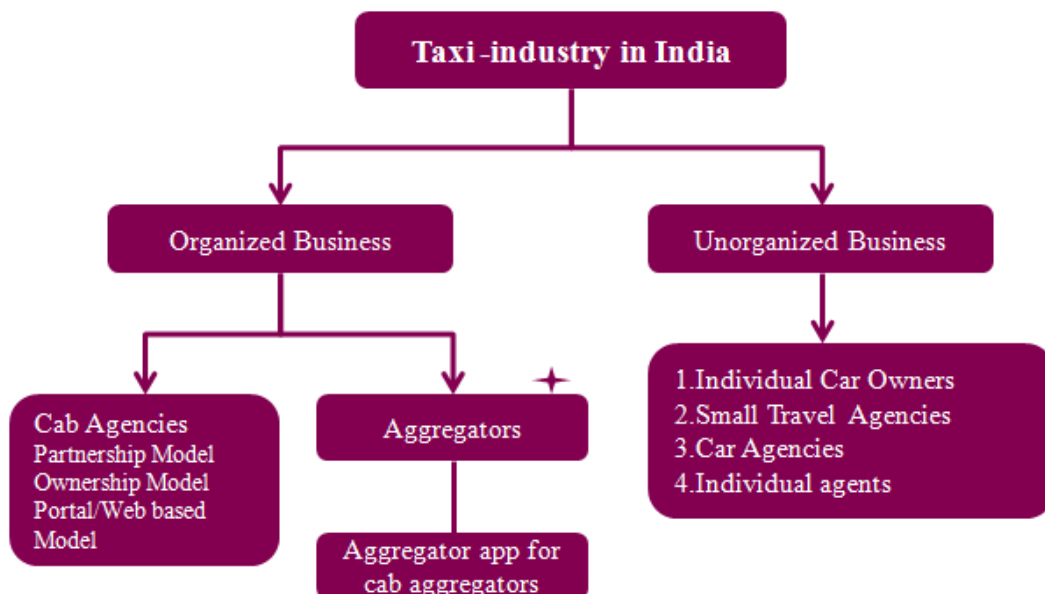 Taxi-industry in India
Organized Business
Unorganized Business
Cab Agencies
Partnership Model
Ownership Model
Portal/Web based
Model
Aggregators
Aggregator app for
cab aggregators
1.Individual Car Owners
2.Small Travel Agencies
3.Car Agencies
4.Individual agents